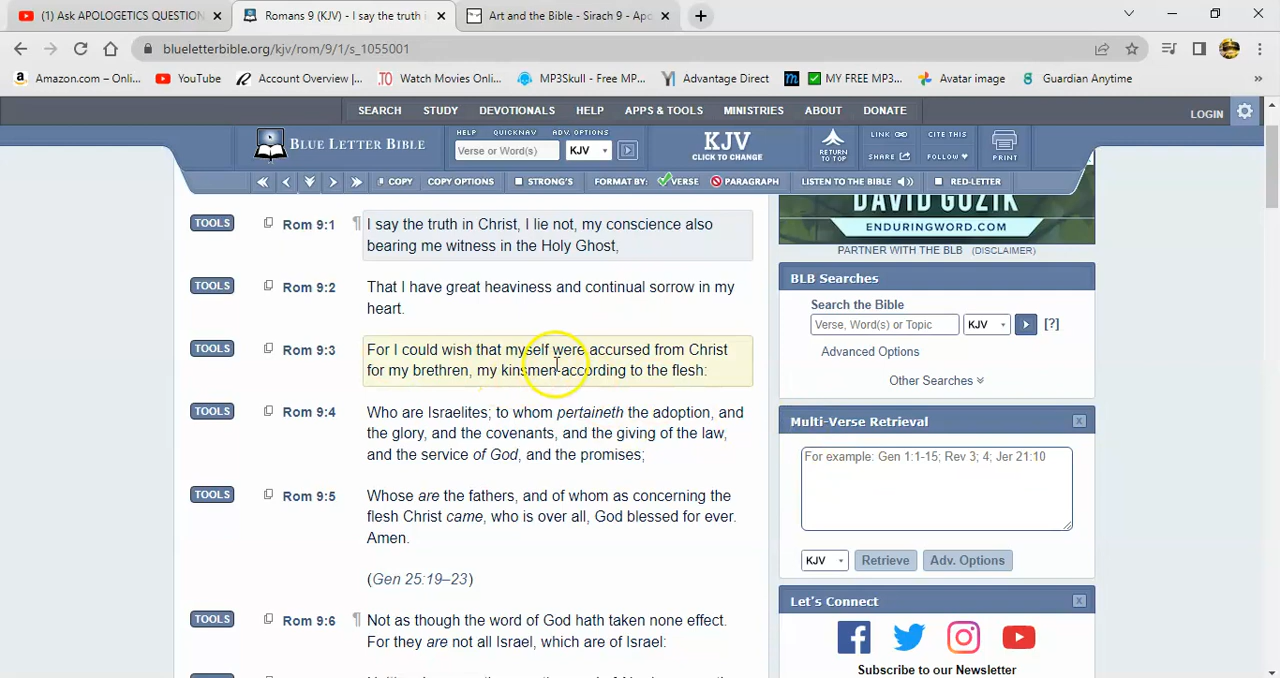 (1) Ask APOLOGETICS QUESTION
Romans 9 (KJV) - I say the truth i
Art and the Bible - Sirach 9 - Apo
blueletterbible.org/kjv/rom/9/1/s_1055001
Amazon.com – Onli... YouTube Account Overview |... Watch Movies Onlin... MP3Skull - Free MP... Advantage Direct MY FREE MP3... Avatar image Guardian Anytime »
SEARCH STUDY DEVOTIONALS HELP APPS & TOOLS MINISTRIES ABOUT DONATE LOGIN
BLUE LETTER BIBLE
HELP QUICKNAV ADV. OPTIONS
Verse or Word(s) KJV
KJV
CLICK TO CHANGE
RETURN
TO TOP
LINK CITE THIS
SHARE FOLLOW PRINT
COPY COPY OPTIONS STRONG'S FORMAT BY: VERSE PARAGRAPH LISTEN TO THE BIBLE RED-LETTER
TOOLS Rom 9:1 ¶ I say the truth in Christ, I lie not, my conscience also
bearing me witness in the Holy Ghost,
TOOLS Rom 9:2 That I have great heaviness and continual sorrow in my
heart.
TOOLS Rom 9:3 For I could wish that myself were accursed from Christ
for my brethren, my kinsmen according to the flesh:
TOOLS Rom 9:4 Who are Israelites; to whom pertaineth the adoption, and
the glory, and the covenants, and the giving of the law,
and the service of God, and the promises;
TOOLS Rom 9:5 Whose are the fathers, and of whom as concerning the
flesh Christ came, who is over all, God blessed for ever.
Amen.
(Gen 25:19–23)
TOOLS Rom 9:6 ¶ Not as though the word of God hath taken none effect.
For they are not all Israel, which are of Israel:
DAVID GUZIK
ENDURINGWORD.COM
PARTNER WITH THE BLB (DISCLAIMER)
BLB Searches
Search the Bible
Verse, Word(s) or Topic KJV [?]
Advanced Options
Other Searches
Multi-Verse Retrieval
For example: Gen 1:1-15; Rev 3; 4; Jer 21:10
KJV Retrieve Adv. Options
Let's Connect
Subscribe to our Newsletter